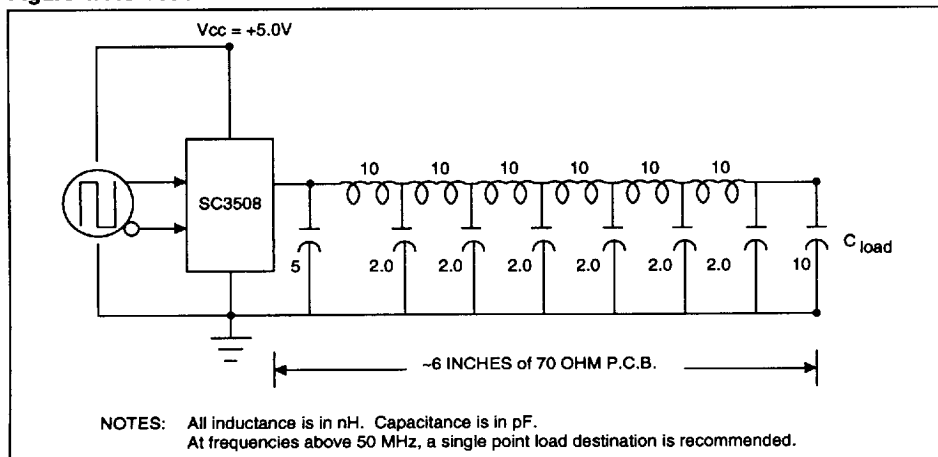 Vcc = +5.0V
10 10 10 10 10 10
SC3508
5 2.0 2.0 2.0 2.0 2.0 2.0 10 C load
~6 INCHES of 70 OHM P.C.B.
NOTES: All inductance is in nH. Capacitance is in pF.
At frequencies above 50 MHz, a single point load destination is recommended.